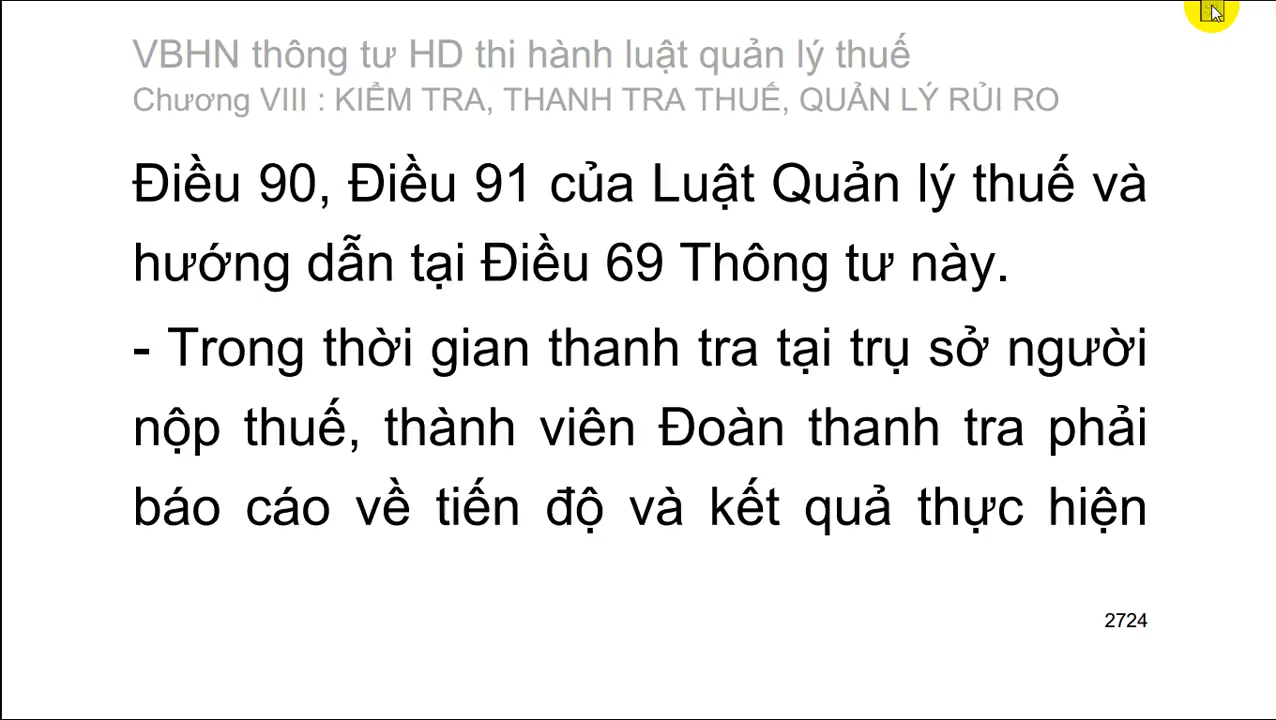 VBHN thông tư HD thi hành luật quản lý thuế
Chương VIII : KIỂM TRA, THANH TRA THUẾ, QUẢN LÝ RỦI RO
Điều 90, Điều 91 của Luật Quản lý thuế và
hướng dẫn tại Điều 69 Thông tư này.
- Trong thời gian thanh tra tại trụ sở người
nộp thuế, thành viên Đoàn thanh tra phải
báo cáo về tiến độ và kết quả thực hiện
2724